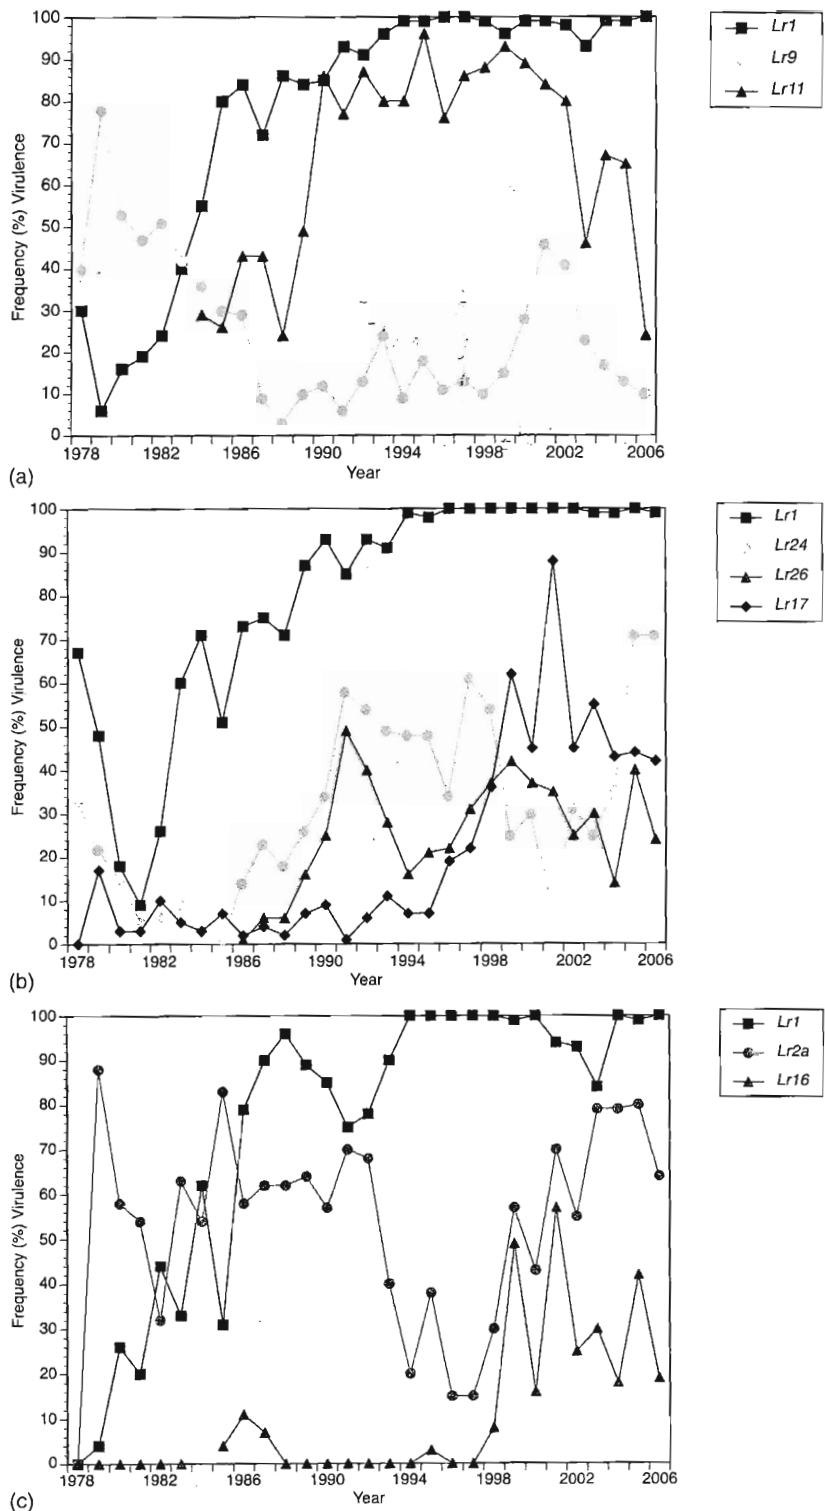 100
90
80
70
60
50
40
30
20
10
0
Frequency (%) Virulence
1978 1982 1986 1990 1994 1998 2002 2006
Year
(a)
Lr1
Lr9
Lr11
100
90
80
70
60
50
40
30
20
10
0
Frequency (%) Virulence
1978 1982 1986 1990 1994 1998 2002 2006
Year
(b)
Lr1
Lr24
Lr26
Lr17
100
90
80
70
60
50
40
30
20
10
0
Frequency (%) Virulence
1978 1982 1986 1990 1994 1998 2002 2006
Year
(c)
Lr1
Lr2a
Lr16